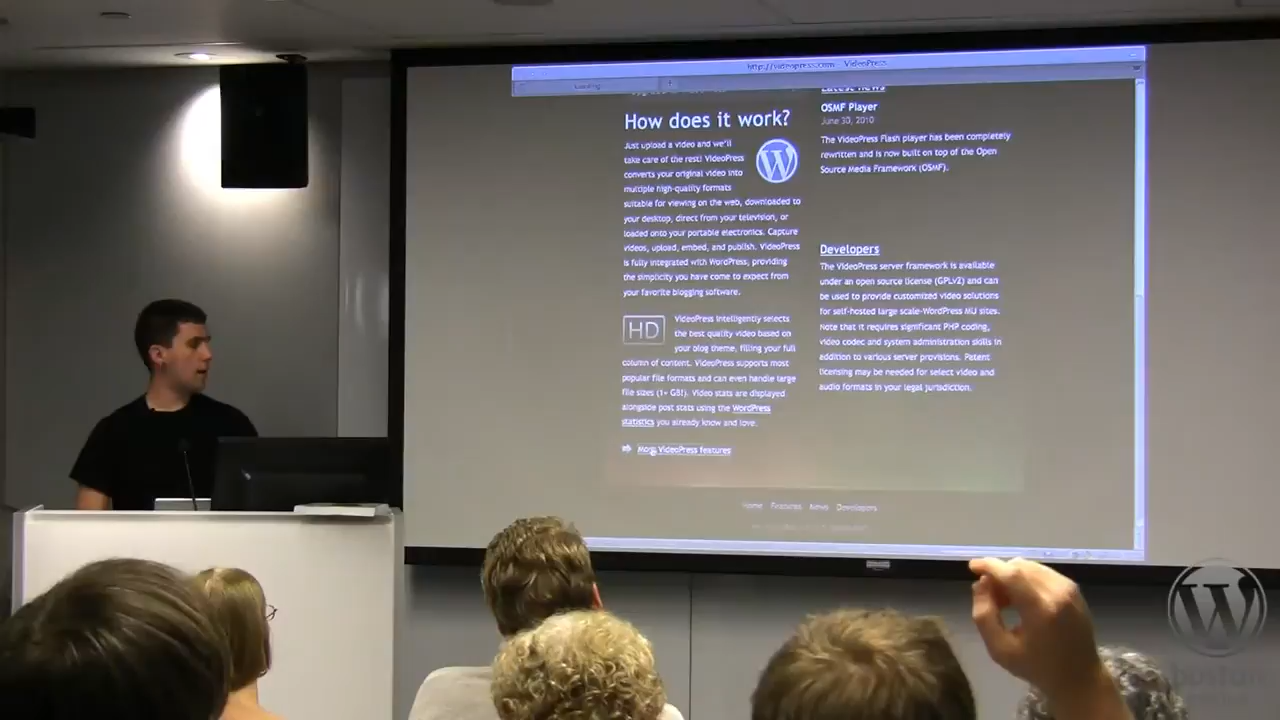 http://videopress.com - VideoPress
Loading
How does it work?
Just upload a video and we'll
take care of the rest! VideoPress
converts your original video into
multiple high-quality formats
suitable for viewing on the web, downloaded to
your desktop, direct from your television, or
loaded onto your portable electronics. Capture
videos, upload, embed, and publish. VideoPress
is fully integrated with WordPress, providing
the simplicity you have come to expect from
your favorite blogging software.
HD
VideoPress intelligently selects
the best quality video based on
your blog theme, filling your full
column of content. VideoPress supports most
popular file formats and can even handle large
file sizes (1+ GB!). Video stats are displayed
alongside post stats using the WordPress
statistics you already know and love.
More VideoPress features
Latest news
OSMF Player
June 30, 2010
The VideoPress Flash player has been completely
rewritten and is now built on top of the Open
Source Media Framework (OSMF).
Developers
The VideoPress server framework is available
under an open source license (GPLv2) and can
be used to provide customized video solutions
for self-hosted large scale-WordPress MU sites.
Note that it requires significant PHP coding,
video codec and system administration skills in
addition to various server provisions. Patent
licensing may be needed for select video and
audio formats in your legal jurisdiction.
Home Features News Developers
boston